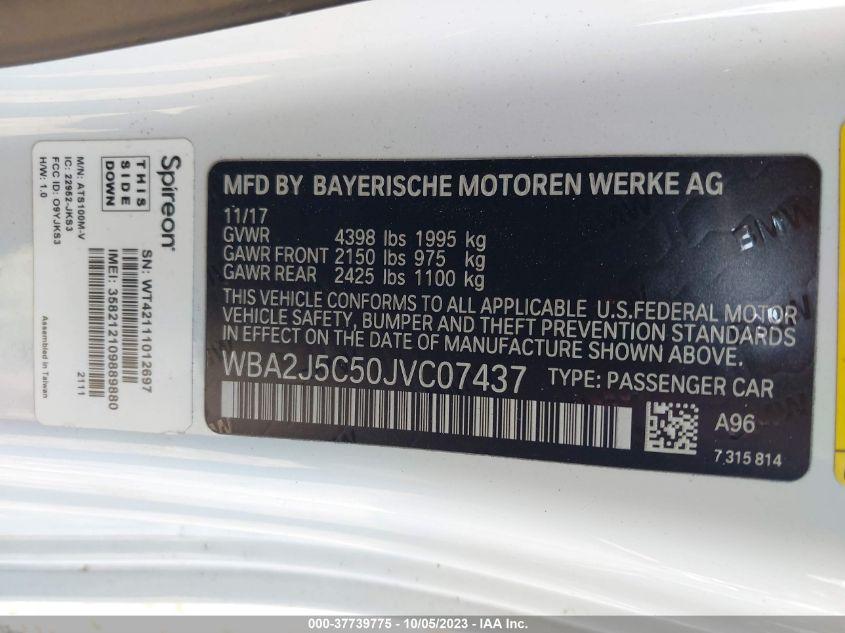 Spireon®
THIS
SIDE
DOWN
SN: WT42111012697
IMEI: 358212109889880
2111
M/N: ATS100M-V
IC: 22952-JKS3
FCC ID: O9YJKS3
H/W: 1.0
Assembled in Taiwan
MFD BY BAYERISCHE MOTOREN WERKE AG
11/17
GVWR 4398 lbs 1995 kg
GAWR FRONT 2150 lbs 975 kg
GAWR REAR 2425 lbs 1100 kg
THIS VEHICLE CONFORMS TO ALL APPLICABLE U.S.FEDERAL MOTOR
VEHICLE SAFETY, BUMPER AND THEFT PREVENTION STANDARDS
IN EFFECT ON THE DATE OF MANUFACTURE SHOWN ABOVE.
WBA2J5C50JVC07437 TYPE: PASSENGER CAR
A96
7 315 814
000-37739775 - 10/05/2023 - IAA Inc.